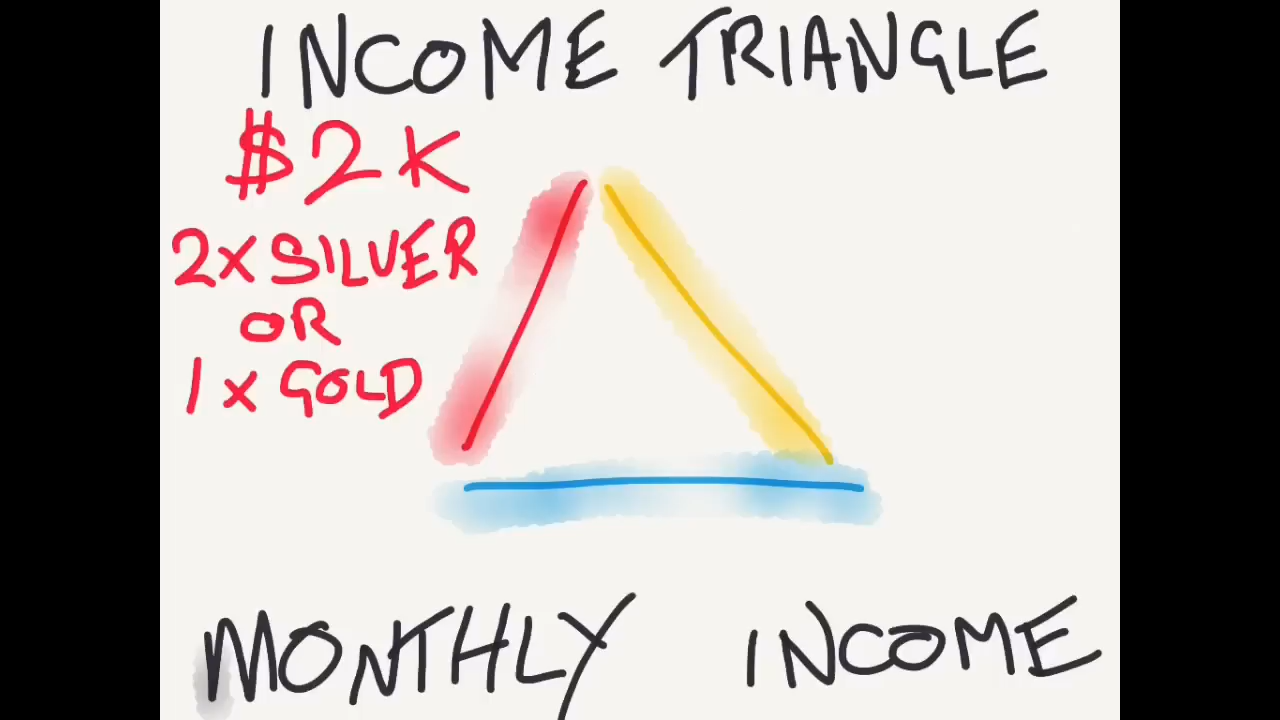 INCOME TRIANGLE
$2K
2x SILVER
OR
1x GOLD
MONTHLY INCOME